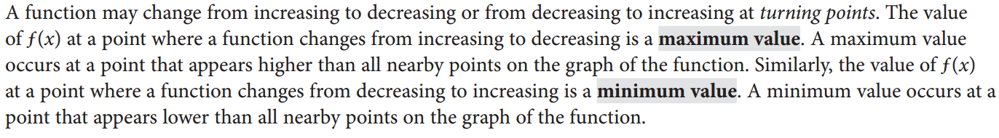 A function may change from increasing to decreasing or from decreasing to increasing at turning points. The value
of f(x) at a point where a function changes from increasing to decreasing is a maximum value. A maximum value
occurs at a point that appears higher than all nearby points on the graph of the function. Similarly, the value of f(x)
at a point where a function changes from decreasing to increasing is a minimum value. A minimum value occurs at a
point that appears lower than all nearby points on the graph of the function.